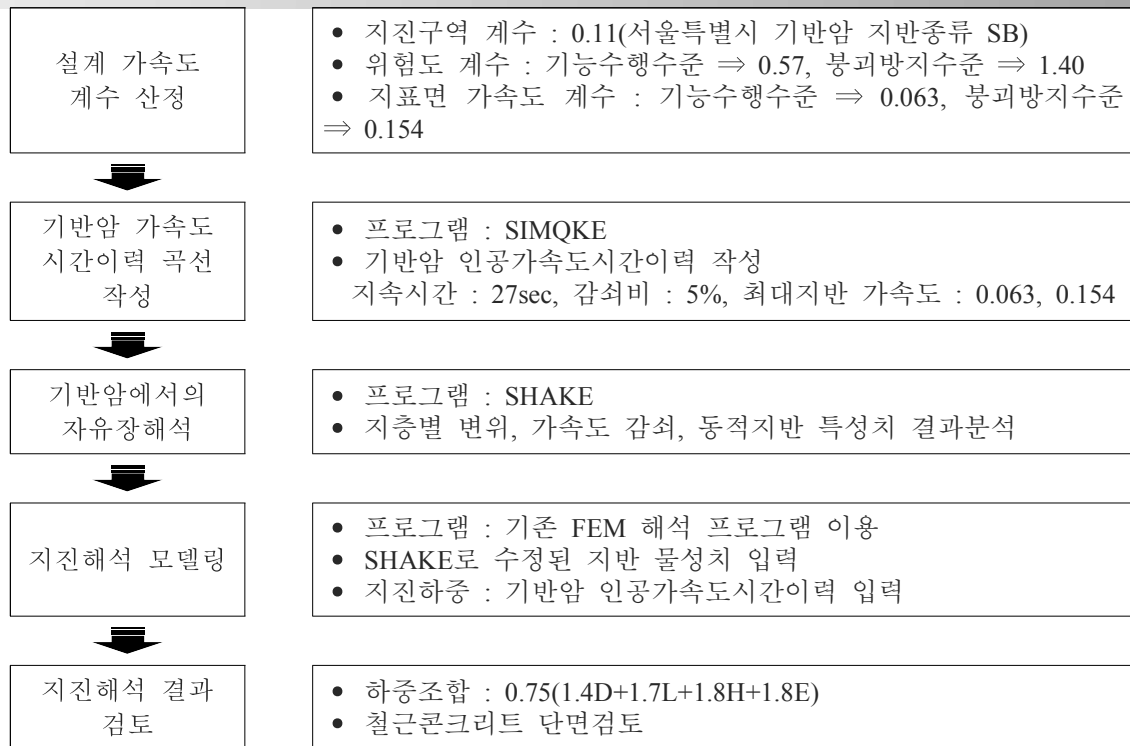 설계 가속도
계수 산정
● 지진구역 계수 : 0.11(서울특별시 기반암 지반종류 SB)
● 위험도 계수 : 기능수행수준 ⇒ 0.57, 붕괴방지수준 ⇒ 1.40
● 지표면 가속도 계수 : 기능수행수준 ⇒ 0.063, 붕괴방지수준
⇒ 0.154
기반암 가속도
시간이력 곡선
작성
● 프로그램 : SIMQKE
● 기반암 인공가속도시간이력 작성
지속시간 : 27sec, 감쇠비 : 5%, 최대지반 가속도 : 0.063, 0.154
기반암에서의
자유장해석
● 프로그램 : SHAKE
● 지층별 변위, 가속도 감쇠, 동적지반 특성치 결과분석
지진해석 모델링
● 프로그램 : 기존 FEM 해석 프로그램 이용
● SHAKE로 수정된 지반 물성치 입력
● 지진하중 : 기반암 인공가속도시간이력 입력
지진해석 결과
검토
● 하중조합 : 0.75(1.4D+1.7L+1.8H+1.8E)
● 철근콘크리트 단면검토